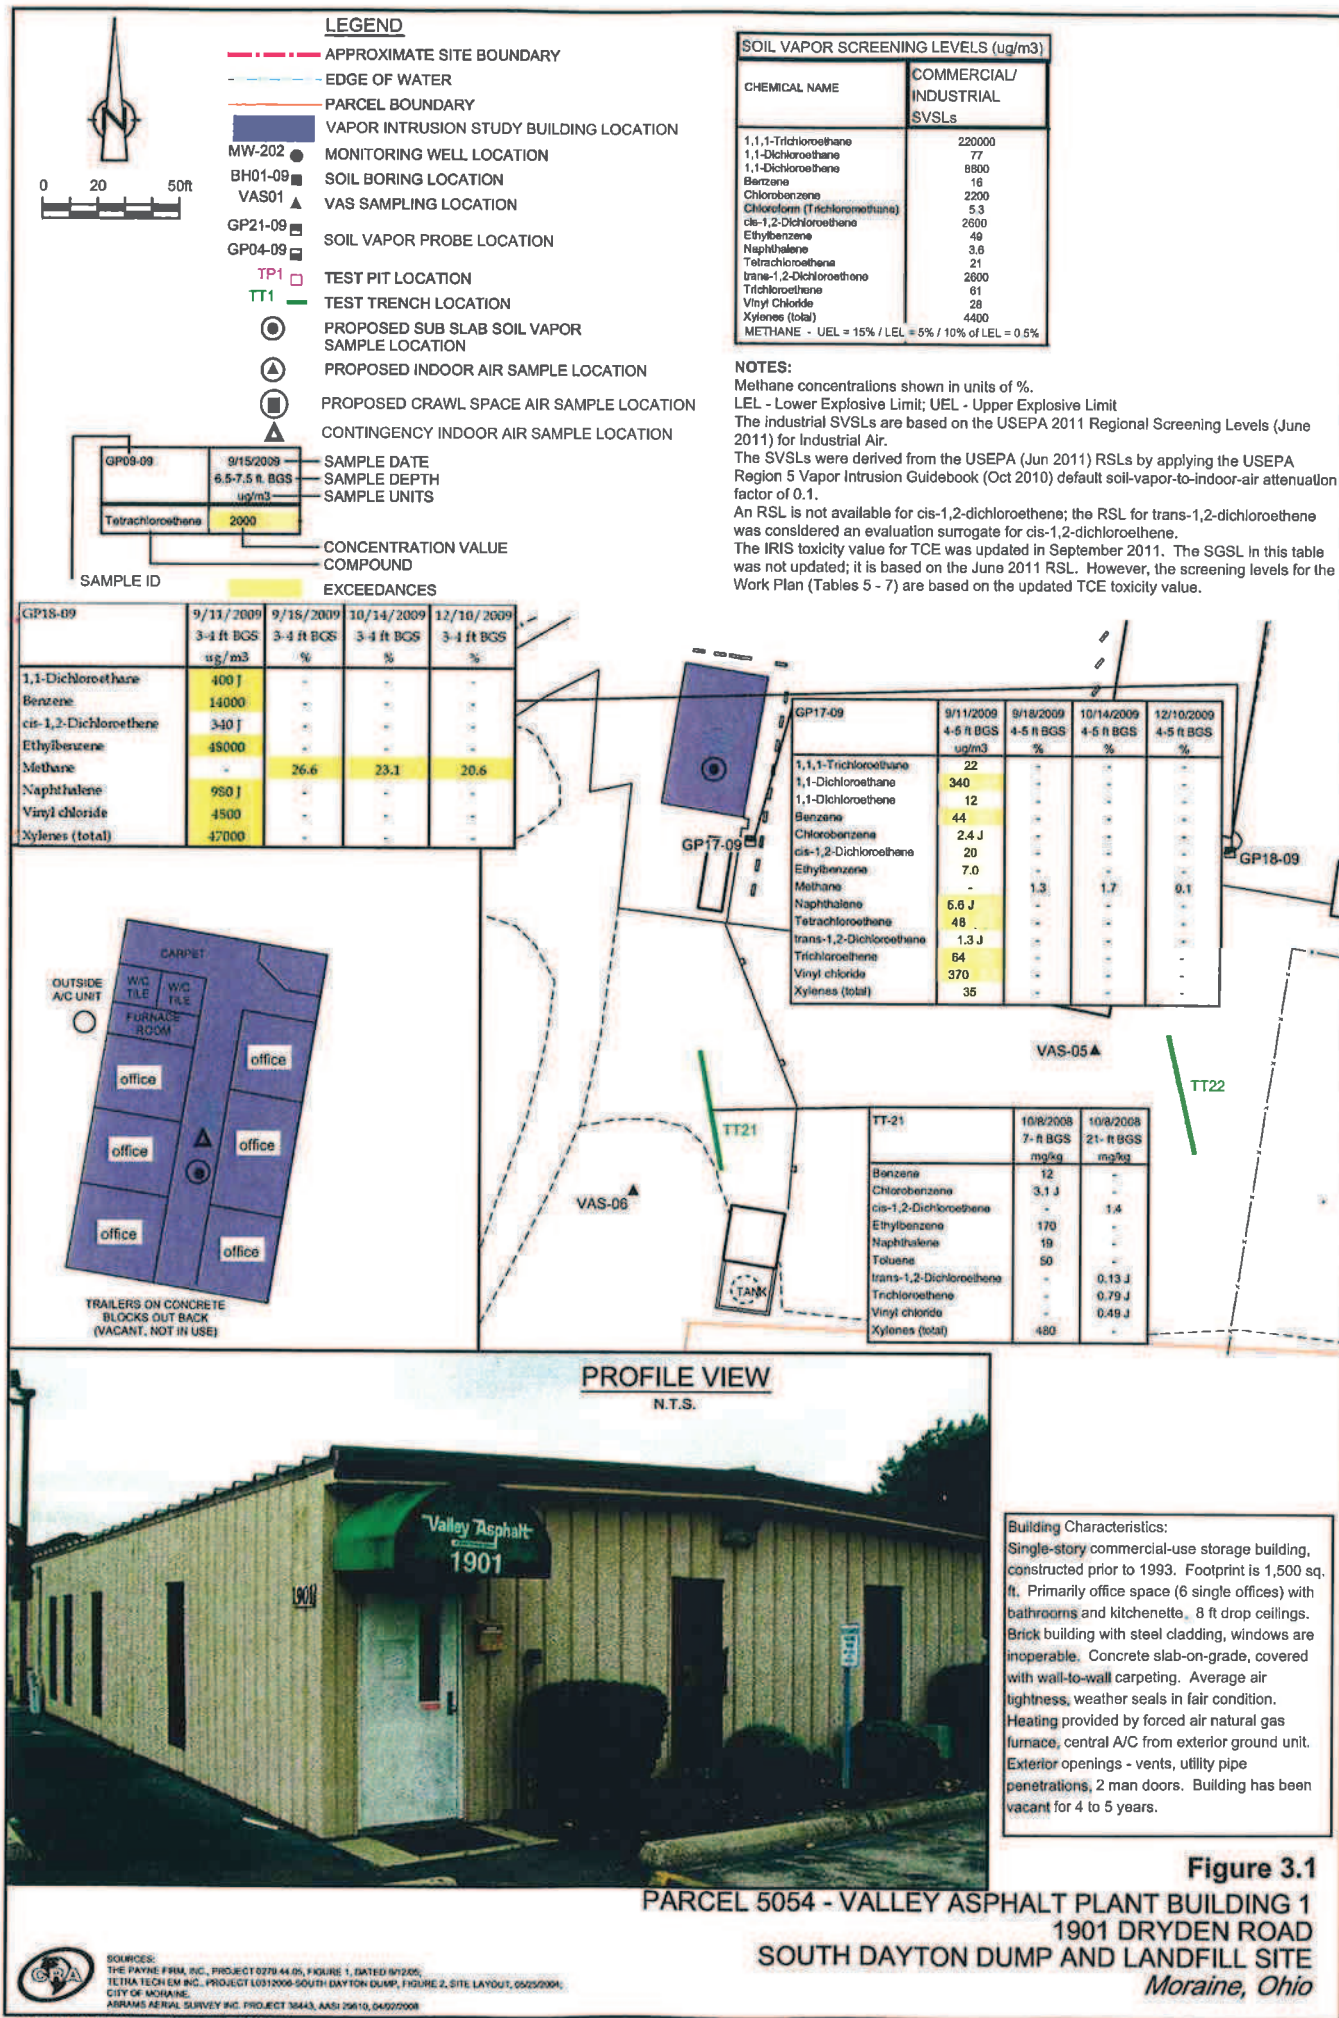 LEGEND
APPROXIMATE SITE BOUNDARY
EDGE OF WATER
PARCEL BOUNDARY
VAPOR INTRUSION STUDY BUILDING LOCATION
MW-202 MONITORING WELL LOCATION
BH01-09 SOIL BORING LOCATION
VAS01 VAS SAMPLING LOCATION
GP21-09
GP04-09
SOIL VAPOR PROBE LOCATION
TP1 TEST PIT LOCATION
TT1 TEST TRENCH LOCATION
PROPOSED SUB SLAB SOIL VAPOR
SAMPLE LOCATION
PROPOSED INDOOR AIR SAMPLE LOCATION
PROPOSED CRAWL SPACE AIR SAMPLE LOCATION
CONTINGENCY INDOOR AIR SAMPLE LOCATION
N
0 20 50ft
GP09-09 9/15/2009 SAMPLE DATE
6.5-7.5 ft. BGS SAMPLE DEPTH
ug/m3 SAMPLE UNITS
Tetrachloroethene 2000
CONCENTRATION VALUE
COMPOUND
SAMPLE ID
EXCEEDANCES
SOIL VAPOR SCREENING LEVELS (ug/m3)
CHEMICAL NAME COMMERCIAL/
INDUSTRIAL
SVSLs
1,1,1-Trichloroethane 220000
1,1-Dichloroethane 77
1,1-Dichloroethene 8800
Benzene 16
Chlorobenzene 2200
Chloroform (Trichloromethane) 5.3
cis-1,2-Dichloroethene 2600
Ethylbenzene 49
Naphthalene 3.6
Tetrachloroethene 21
trans-1,2-Dichloroethene 2600
Trichloroethene 61
Vinyl Chloride 28
Xylenes (total) 4400
METHANE - UEL = 15% / LEL = 5% / 10% of LEL = 0.5%
NOTES:
Methane concentrations shown in units of %.
LEL - Lower Explosive Limit; UEL - Upper Explosive Limit
The industrial SVSLs are based on the USEPA 2011 Regional Screening Levels (June
2011) for Industrial Air.
The SVSLs were derived from the USEPA (Jun 2011) RSLs by applying the USEPA
Region 5 Vapor Intrusion Guidebook (Oct 2010) default soil-vapor-to-indoor-air attenuation
factor of 0.1.
An RSL is not available for cis-1,2-dichloroethene; the RSL for trans-1,2-dichloroethene
was considered an evaluation surrogate for cis-1,2-dichloroethene.
The IRIS toxicity value for TCE was updated in September 2011. The SGSL in this table
was not updated; it is based on the June 2011 RSL. However, the screening levels for the
Work Plan (Tables 5 - 7) are based on the updated TCE toxicity value.
GP18-09 9/11/2009 9/18/2009 10/14/2009 12/10/2009
3-4 ft BGS 3-4 ft BGS 3-4 ft BGS 3-4 ft BGS
ug/m3 % % %
1,1-Dichloroethane 400 J - - -
Benzene 14000 - - -
cis-1,2-Dichloroethene 340 J - - -
Ethylbenzene 48000 - - -
Methane - 26.6 23.1 20.6
Naphthalene 980 J - - -
Vinyl chloride 4800 - - -
Xylenes (total) 47000 - - -
GP17-09 9/11/2009 9/18/2009 10/14/2009 12/10/2009
4-5 ft BGS 4-5 ft BGS 4-5 ft BGS 4-5 ft BGS
ug/m3 % % %
1,1,1-Trichloroethane 22 - - -
1,1-Dichloroethane 340 - - -
1,1-Dichloroethene 12 - - -
Benzene 44 - - -
Chlorobenzene 2.4 J - - -
cis-1,2-Dichloroethene 20 - - -
Ethylbenzene 7.0 - - -
Methane - 1.3 1.7 0.1
Naphthalene 5.6 J - - -
Tetrachloroethene 48 - - -
trans-1,2-Dichloroethene 1.3 J - - -
Trichloroethene 64 - - -
Vinyl chloride 370 - - -
Xylenes (total) 35 - - -
GP17-09
GP18-09
VAS-05
TT22
TT21
VAS-06
TANK
TT-21 10/8/2008 10/8/2008
7- ft BGS 21- ft BGS
mg/kg mg/kg
Benzene 12 -
Chlorobenzene 3.1 J -
cis-1,2-Dichloroethene - 1.4
Ethylbenzene 170 -
Naphthalene 19 -
Toluene 50 -
trans-1,2-Dichloroethene - 0.13 J
Trichloroethene - 0.79 J
Vinyl chloride - 0.49 J
Xylenes (total) 480 -
CARPET
OUTSIDE
A/C UNIT
W/C
TILE
W/C
TILE
FURNACE
ROOM
office
office
office
office
office
office
TRAILERS ON CONCRETE
BLOCKS OUT BACK
(VACANT, NOT IN USE)
PROFILE VIEW
N.T.S.
Valley Asphalt
1901
1901
Building Characteristics:
Single-story commercial-use storage building,
constructed prior to 1993. Footprint is 1,500 sq.
ft. Primarily office space (6 single offices) with
bathrooms and kitchenette. 8 ft drop ceilings.
Brick building with steel cladding, windows are
inoperable. Concrete slab-on-grade, covered
with wall-to-wall carpeting. Average air
tightness, weather seals in fair condition.
Heating provided by forced air natural gas
furnace, central A/C from exterior ground unit.
Exterior openings - vents, utility pipe
penetrations, 2 man doors. Building has been
vacant for 4 to 5 years.
Figure 3.1
PARCEL 5054 - VALLEY ASPHALT PLANT BUILDING 1
1901 DRYDEN ROAD
SOUTH DAYTON DUMP AND LANDFILL SITE
Moraine, Ohio
CRA
SOURCES:
THE PAYNE FIRM, INC., PROJECT 0279.44.05, FIGURE 1, DATED
TETRA TECH EM INC., PROJECT SOUTH DAYTON DUMP, FIGURE 2, SITE LAYOUT,
CITY OF MORAINE,
ABRAMS AERIAL SURVEY INC. PROJECT